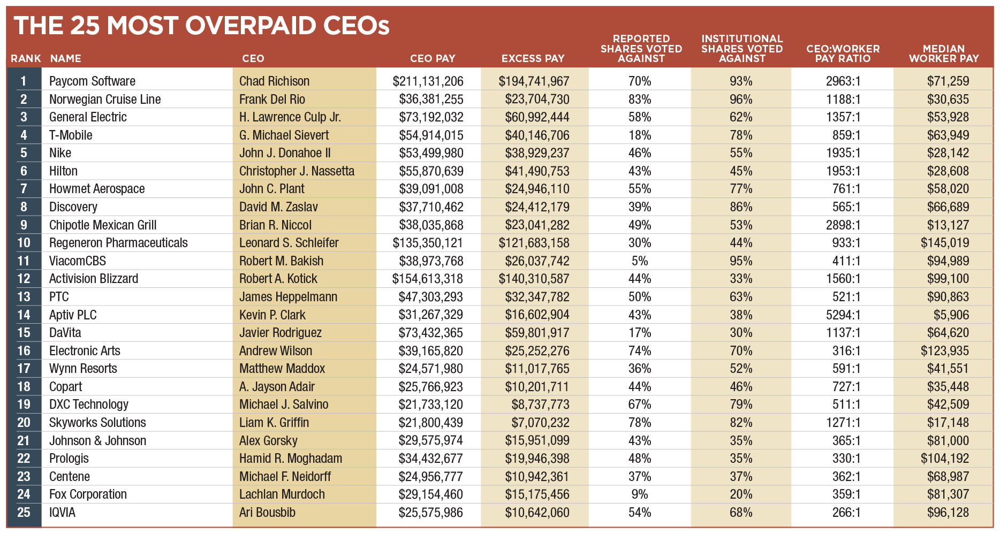 THE 25 MOST OVERPAID CEOs
RANK NAME CEO CEO PAY EXCESS PAY REPORTED SHARES VOTED AGAINST INSTITUTIONAL SHARES VOTED AGAINST CEO:WORKER PAY RATIO MEDIAN WORKER PAY
1 Paycom Software Chad Richison $211,131,206 $194,741,967 70% 93% 2963:1 $71,259
2 Norwegian Cruise Line Frank Del Rio $36,381,255 $23,704,730 83% 96% 1188:1 $30,635
3 General Electric H. Lawrence Culp Jr. $73,192,032 $60,992,444 58% 62% 1357:1 $53,928
4 T-Mobile G. Michael Sievert $54,914,015 $40,146,706 18% 78% 859:1 $63,949
5 Nike John J. Donahoe II $53,499,980 $38,929,237 46% 55% 1935:1 $28,142
6 Hilton Christopher J. Nassetta $55,870,639 $41,490,753 43% 45% 1953:1 $28,608
7 Howmet Aerospace John C. Plant $39,091,008 $24,946,110 55% 77% 761:1 $58,020
8 Discovery David M. Zaslav $37,710,462 $24,412,179 39% 86% 565:1 $66,689
9 Chipotle Mexican Grill Brian R. Niccol $38,035,868 $23,041,282 49% 53% 2898:1 $13,127
10 Regeneron Pharmaceuticals Leonard S. Schleifer $135,350,121 $121,683,158 30% 44% 933:1 $145,019
11 ViacomCBS Robert M. Bakish $38,973,768 $26,037,742 5% 95% 411:1 $94,989
12 Activision Blizzard Robert A. Kotick $154,613,318 $140,310,587 44% 33% 1560:1 $99,100
13 PTC James Heppelmann $47,303,293 $32,347,782 50% 63% 521:1 $90,863
14 Aptiv PLC Kevin P. Clark $31,267,329 $16,602,904 43% 38% 5294:1 $5,906
15 DaVita Javier Rodriguez $73,432,365 $59,801,917 17% 30% 1137:1 $64,620
16 Electronic Arts Andrew Wilson $39,165,820 $25,252,276 74% 70% 316:1 $123,935
17 Wynn Resorts Matthew Maddox $24,571,980 $11,017,765 36% 52% 591:1 $41,551
18 Copart A. Jayson Adair $25,766,923 $10,201,711 44% 46% 727:1 $35,448
19 DXC Technology Michael J. Salvino $21,733,120 $8,737,773 67% 79% 511:1 $42,509
20 Skyworks Solutions Liam K. Griffin $21,800,439 $7,070,232 78% 82% 1271:1 $17,148
21 Johnson & Johnson Alex Gorsky $29,575,974 $15,951,099 43% 35% 365:1 $81,000
22 Prologis Hamid R. Moghadam $34,432,677 $19,946,398 48% 35% 330:1 $104,192
23 Centene Michael F. Neidorff $24,956,777 $10,942,361 37% 37% 362:1 $68,987
24 Fox Corporation Lachlan Murdoch $29,154,460 $15,175,456 9% 20% 359:1 $81,307
25 IQVIA Ari Bousbib $25,575,986 $10,642,060 54% 68% 266:1 $96,128